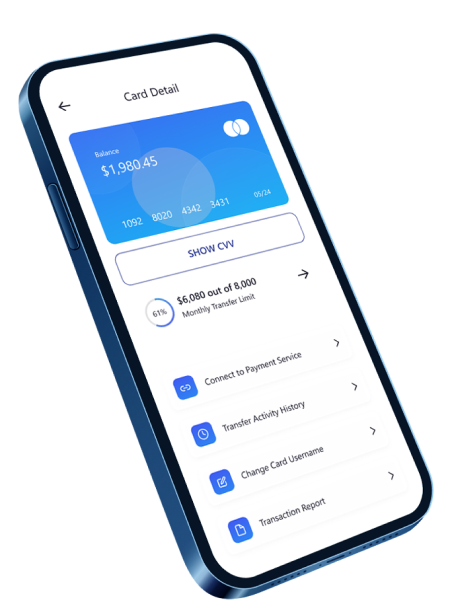 Card Detail
Balance
$1,980.45
1092 8020 4342 3431 05/24
SHOW CVV
61%
$6,080 out of 8,000
Monthly Transfer Limit
Connect to Payment Service
Transfer Activity History
Change Card Username
Transaction Report